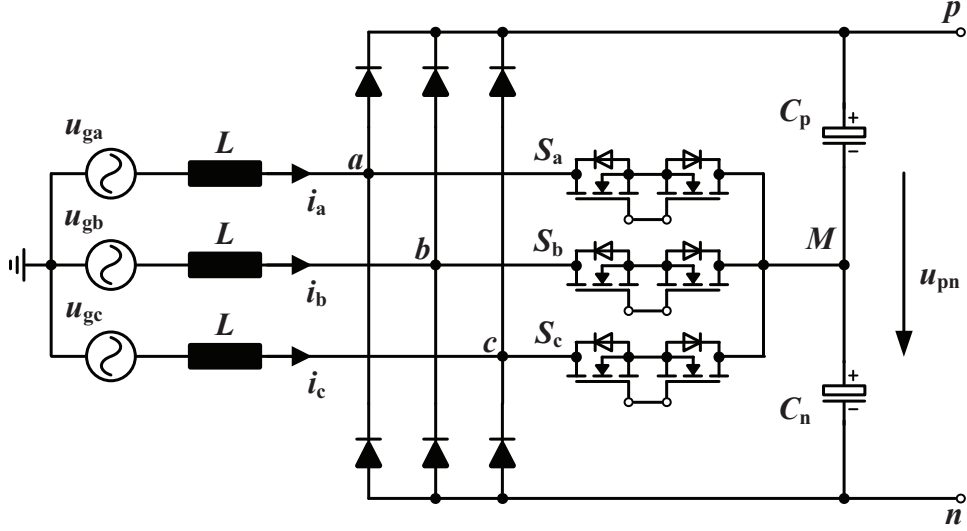 p
C_p
+
−
u_ga
L
a
S_a
i_a
u_gb
L
b
S_b
M
i_b
u_pn
u_gc
L
c
S_c
i_c
+
−
C_n
n